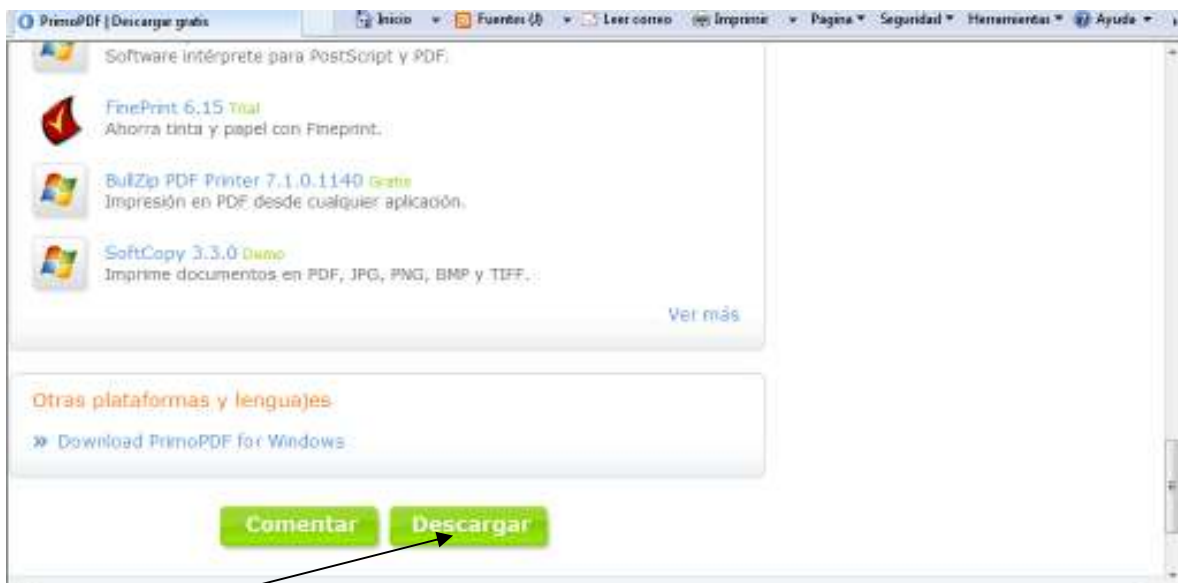 PrimoPDF | Descargar gratis
Inicio Fuentes (J) Leer correo Imprimir Página Seguridad Herramientas Ayuda
Software intérprete para PostScript y PDF.
FinePrint 6.15 Trial
Ahorra tinta y papel con Fineprint.
BullZip PDF Printer 7.1.0.1140 Gratis
Impresión en PDF desde cualquier aplicación.
SoftCopy 3.3.0 Demo
Imprime documentos en PDF, JPG, PNG, BMP y TIFF.
Ver más
Otras plataformas y lenguajes
» Download PrimoPDF for Windows
Comentar Descargar